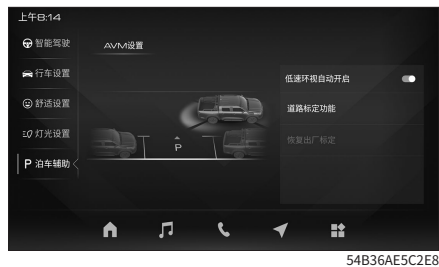 上午8:14
智能驾驶
AVM设置
行车设置
低速环视自动开启
舒适设置
道路标定功能
灯光设置
恢复出厂标定
P
P 泊车辅助
54B36AE5C2E8